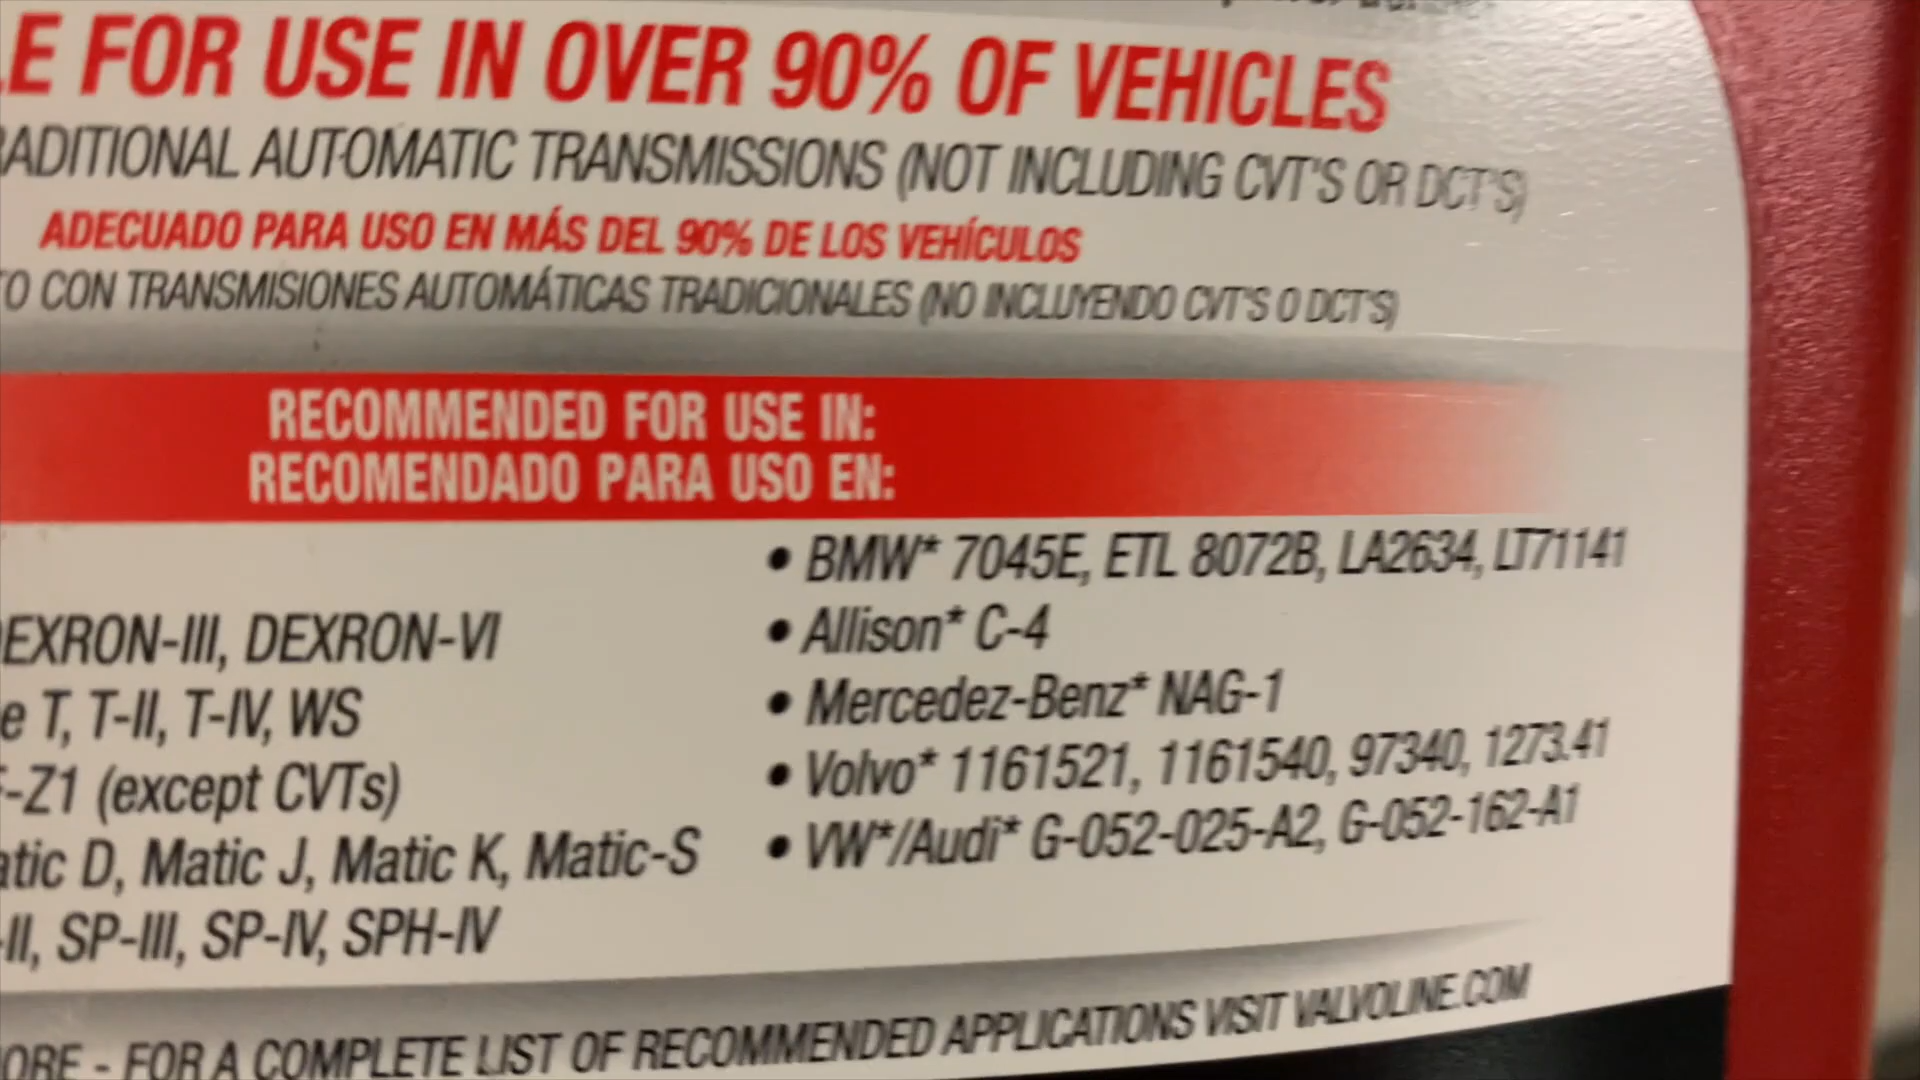 E FOR USE IN OVER 90% OF VEHICLES
ADITIONAL AUTOMATIC TRANSMISSIONS (NOT INCLUDING CVT'S OR DCT'S)
ADECUADO PARA USO EN MÁS DEL 90% DE LOS VEHÍCULOS
TO CON TRANSMISIONES AUTOMÁTICAS TRADICIONALES (NO INCLUYENDO CVT'S O DCT'S)
RECOMMENDED FOR USE IN:
RECOMENDADO PARA USO EN:
EXRON-III, DEXRON-VI
e T, T-II, T-IV, WS
-Z1 (except CVTs)
atic D, Matic J, Matic K, Matic-S
-II, SP-III, SP-IV, SPH-IV
• BMW* 7045E, ETL 8072B, LA2634, LT71141
• Allison* C-4
• Mercedez-Benz* NAG-1
• Volvo* 1161521, 1161540, 97340, 1273.41
• VW*/Audi* G-052-025-A2, G-052-162-A1
ORE - FOR A COMPLETE LIST OF RECOMMENDED APPLICATIONS VISIT VALVOLINE.COM